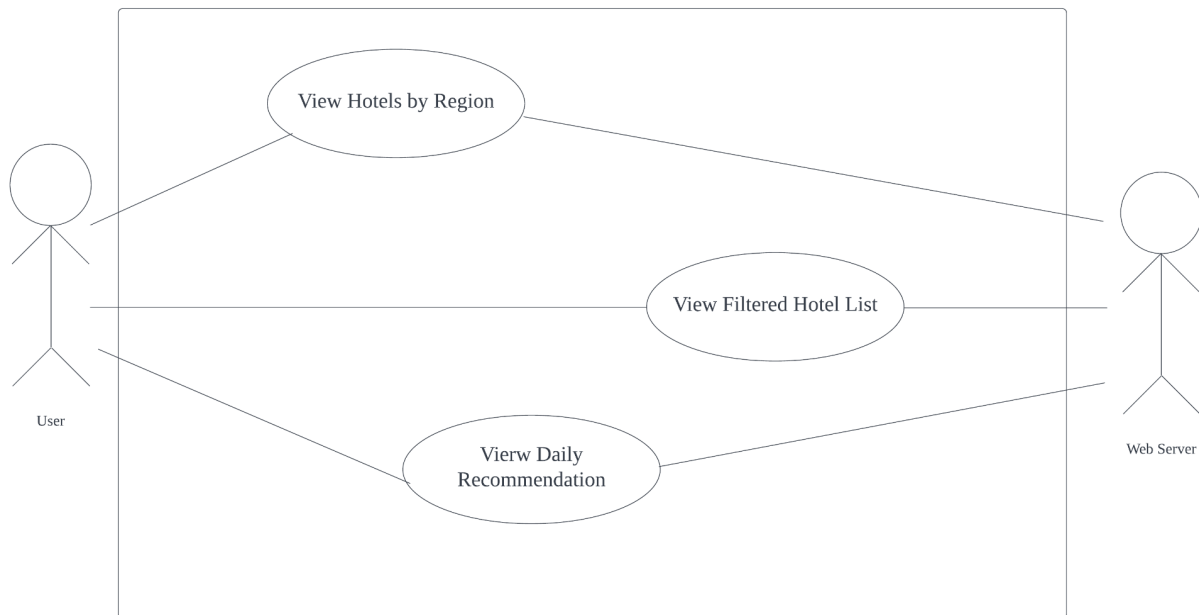 View Hotels by Region
View Filtered Hotel List
Vierw Daily
Recommendation
User
Web Server